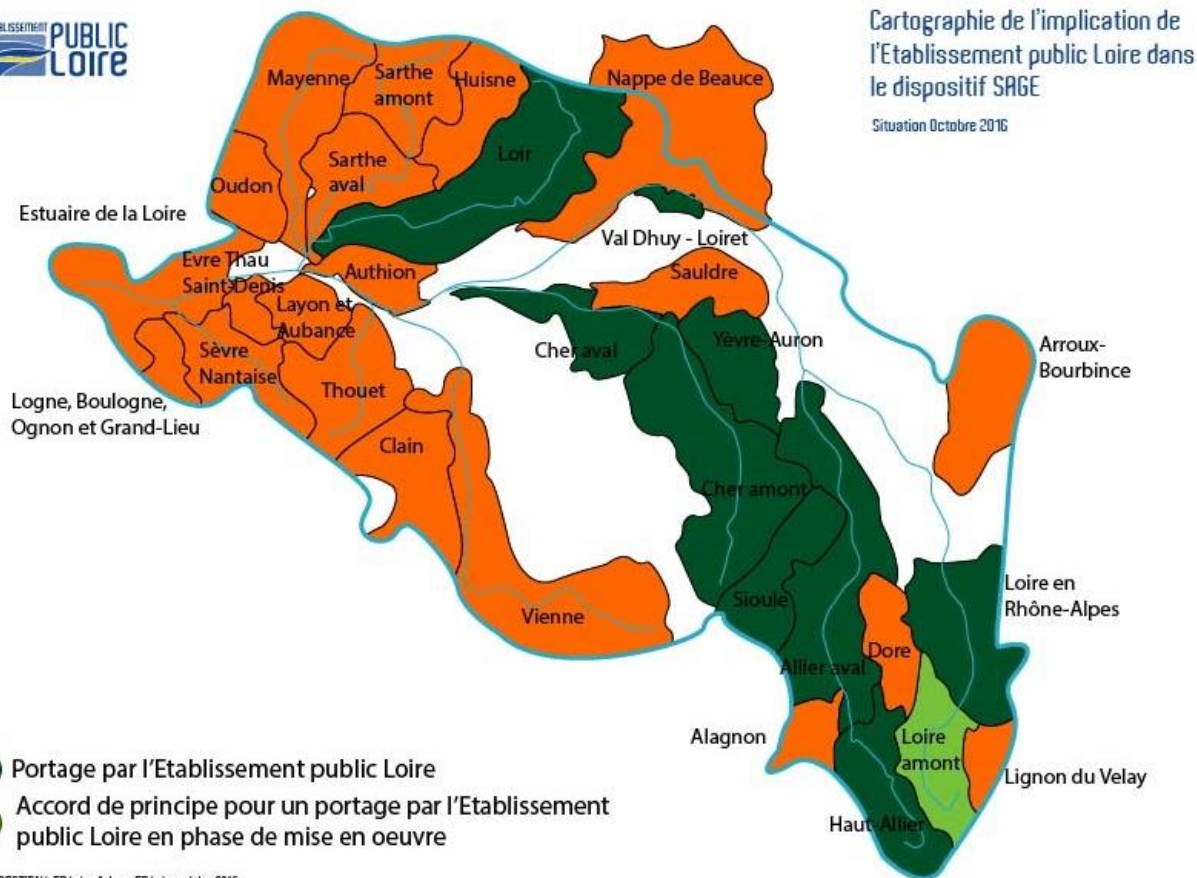 PUBLIC
LOIRE
Cartographie de l'implication de
l'Etablissement public Loire dans
le dispositif SAGE
Situation Octobre 2016
Mayenne
Sarthe
amont
Huisne
Nappe de Beauce
Loir
Sarthe
aval
Oudon
Estuaire de la Loire
Val Dhuy - Loiret
Evre Thau
Saint-Denis
Authion
Sauldre
Layon et
Aubance
Cher aval
Yèvre-Auron
Arroux-
Bourbince
Sèvre
Nantaise
Thouet
Logne, Boulogne,
Ognon et Grand-Lieu
Clain
Cher amont
Loire en
Rhône-Alpes
Sioule
Vienne
Dore
Allier aval
Alagnon
Loire
amont
Lignon du Velay
Haut-Allier
Portage par l'Etablissement public Loire
Accord de principe pour un portage par l'Etablissement
public Loire en phase de mise en oeuvre